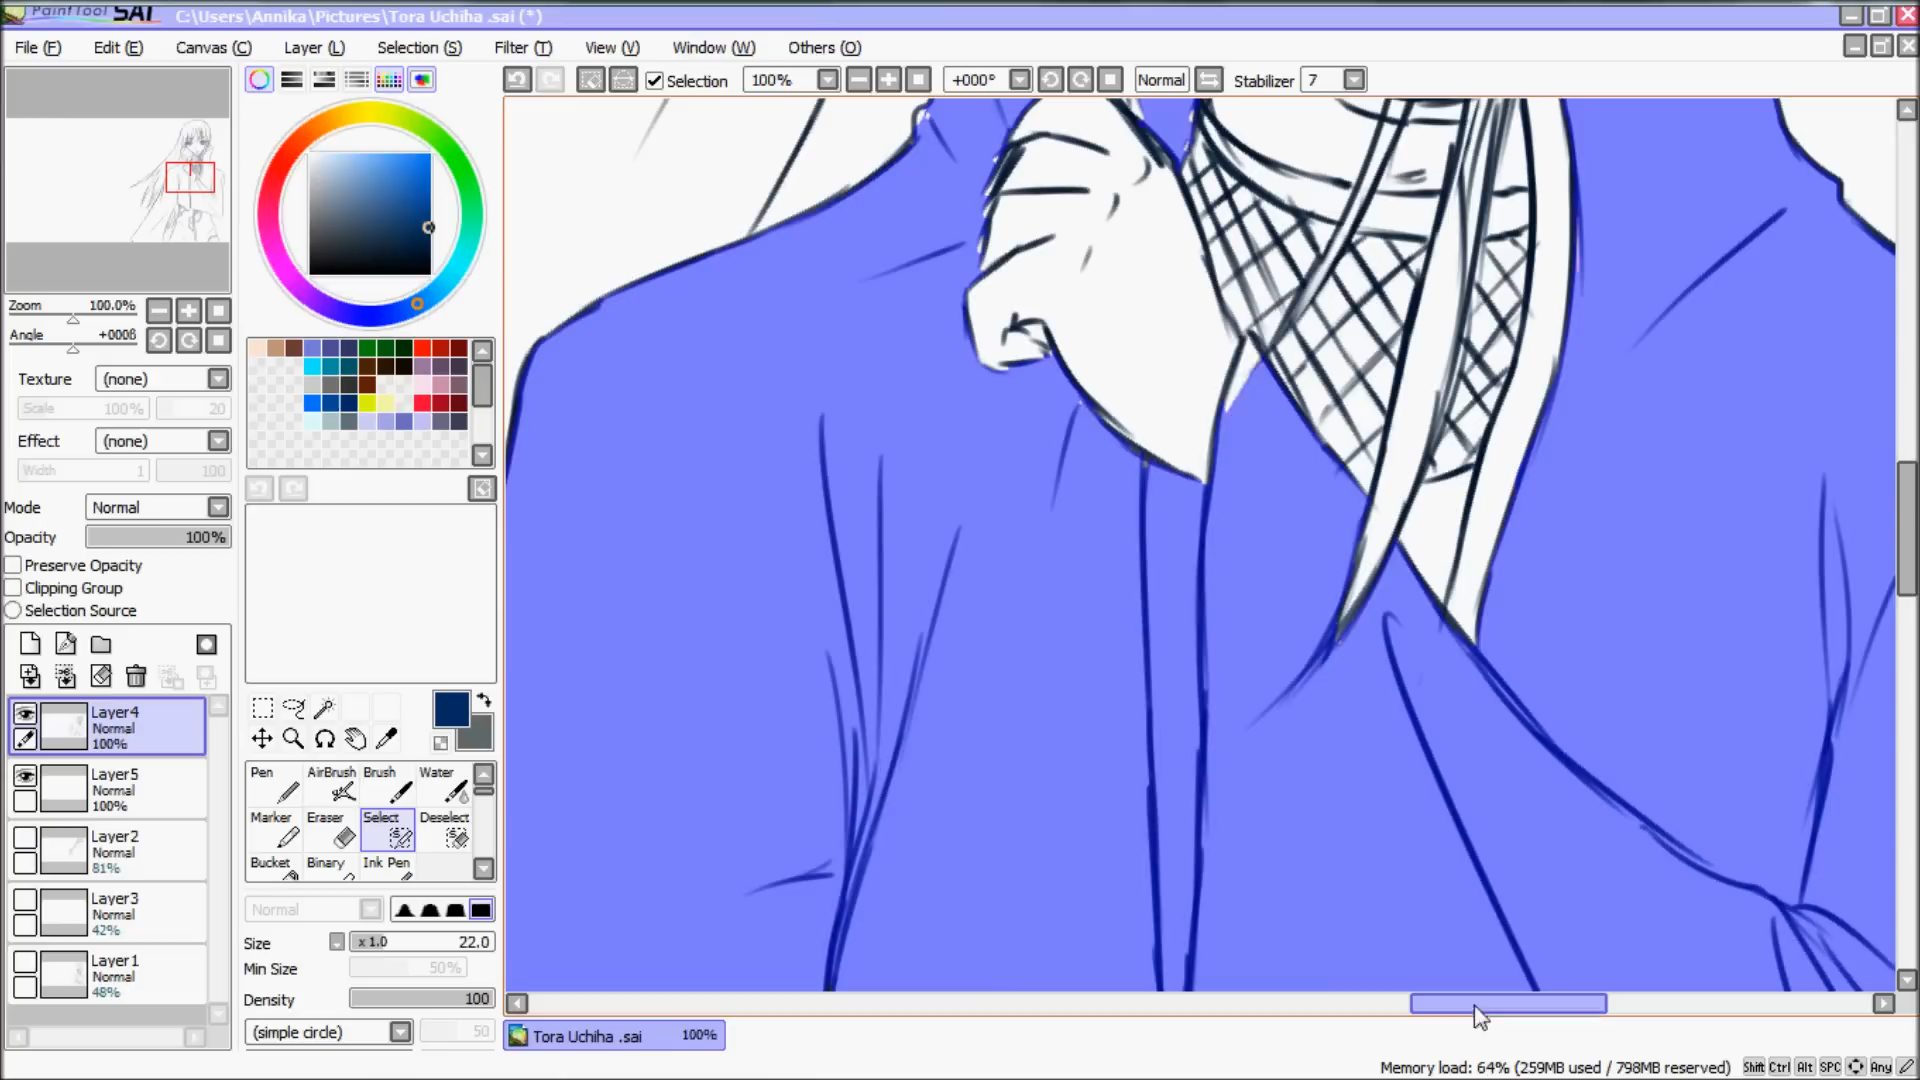 PaintTool SAI C:\Users\Annika\Pictures\Tora Uchiha .sai (*)
File (F) Edit (E) Canvas (C) Layer (L) Selection (S) Filter (T) View (V) Window (W) Others (O)
Selection 100% +000° Normal Stabilizer 7
Zoom 100.0%
Angle +000ß
Texture (none)
Scale 100% 20
Effect (none)
Width 1 100
Mode Normal
Opacity 100%
Preserve Opacity
Clipping Group
Selection Source
Layer4
Normal
100%
Layer5
Normal
100%
Layer2
Normal
81%
Layer3
Normal
42%
Layer1
Normal
48%
Pen AirBrush Brush Water
Marker Eraser Select Deselect
Bucket Binary Ink Pen
Normal
Size x 1.0 22.0
Min Size 50%
Density 100
(simple circle) 50
Tora Uchiha .sai 100%
Memory load: 64% (259MB used / 798MB reserved) Shift Ctrl Alt SPC Any